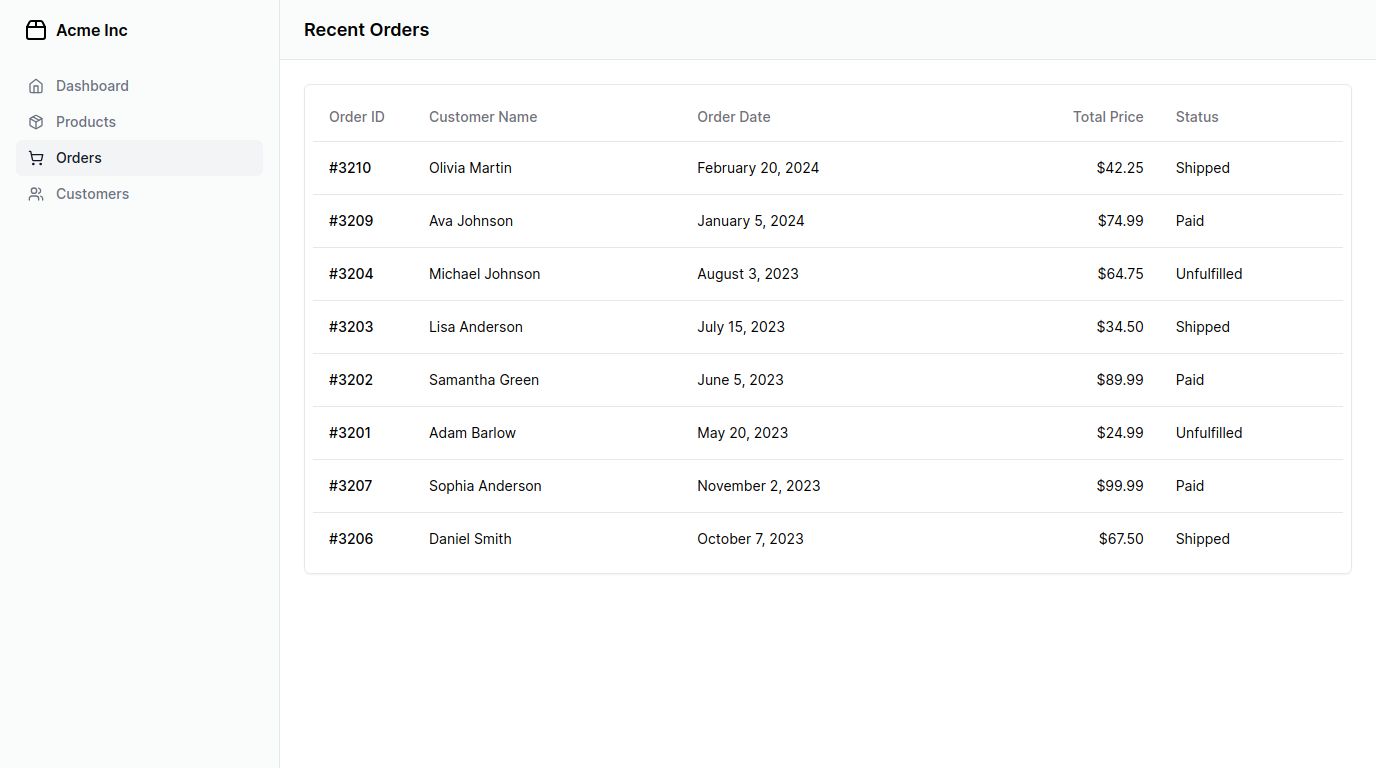 Acme Inc
Dashboard
Products
Orders
Customers
Recent Orders
Order ID Customer Name Order Date Total Price Status
#3210 Olivia Martin February 20, 2024 $42.25 Shipped
#3209 Ava Johnson January 5, 2024 $74.99 Paid
#3204 Michael Johnson August 3, 2023 $64.75 Unfulfilled
#3203 Lisa Anderson July 15, 2023 $34.50 Shipped
#3202 Samantha Green June 5, 2023 $89.99 Paid
#3201 Adam Barlow May 20, 2023 $24.99 Unfulfilled
#3207 Sophia Anderson November 2, 2023 $99.99 Paid
#3206 Daniel Smith October 7, 2023 $67.50 Shipped